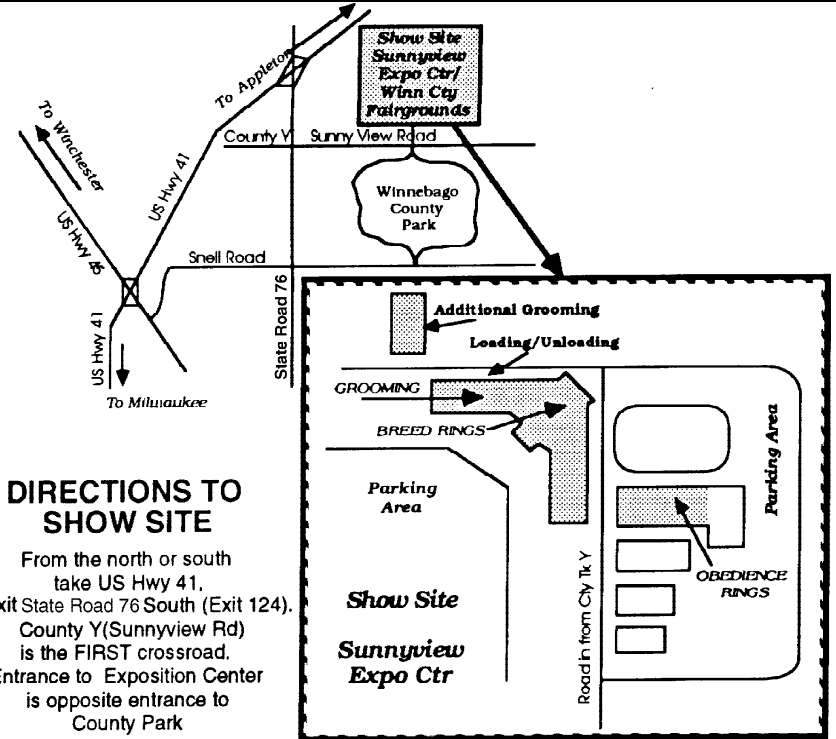 Show Site
Sunnyview
Expo Ctr/
Winn Cty
Fairgrounds
To Appleton
To Winchester
County Y
Sunny View Road
US Hwy 41
Winnebago
County
Park
US Hwy 45
Snell Road
State Road 76
US Hwy 41
To Milwaukee
Additional Grooming
Loading/Unloading
GROOMING
BREED RINGS
Parking
Area
Parking Area
OBEDIENCE
RINGS
Road In from Cty Tk Y
Show Site
Sunnyview
Expo Ctr
DIRECTIONS TO
SHOW SITE
From the north or south
take US Hwy 41,
xit State Road 76 South (Exit 124).
County Y(Sunnyview Rd)
is the FIRST crossroad.
Entrance to Exposition Center
is opposite entrance to
County Park